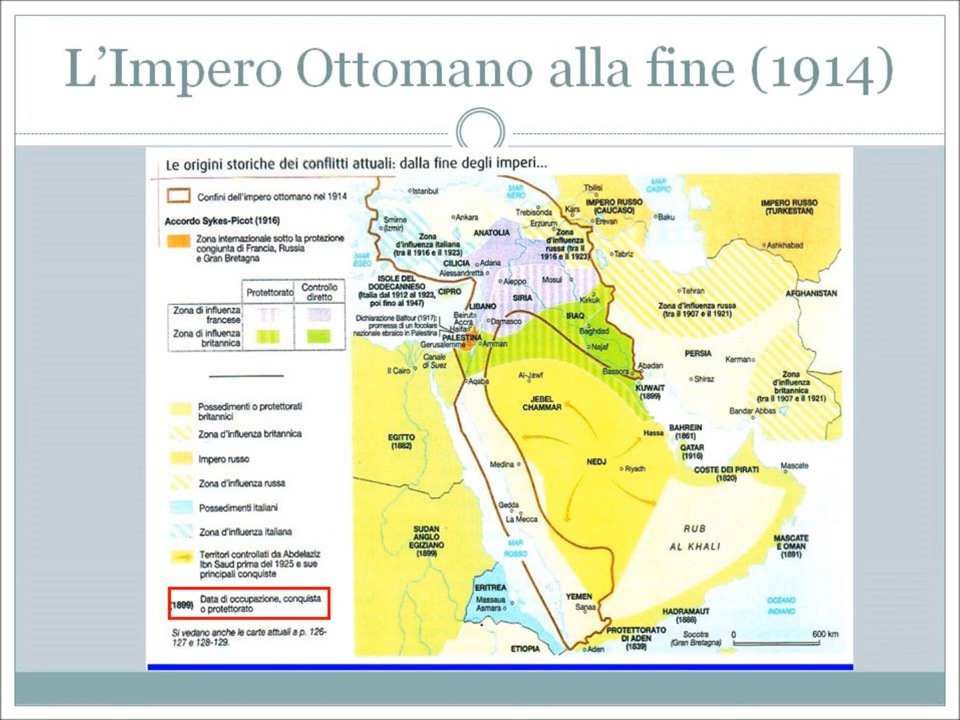 L'Impero Ottomano alla fine (1914)
Le origini storiche dei conflitti attuali: dalla fine degli imperi...
Confini dell'impero ottomano nel 1914
Accordo Sykes-Picot (1916)
Zona internazionale sotto la protezione
congiunta di Francia, Russia
e Gran Bretagna
Protettorato
Controllo
diretto
Zona di influenza
francese
Zona di influenza
britannica
Possedimenti o protettorati
britannici
Zona d'influenza britannica
Impero russo
Zona d'influenza russa
Possedimenti italiani
Zona d'influenza italiana
Territori controllati da Abdelaziz
Ibn Saud prima del 1925 e sue
principali conquiste
(1899)
Data di occupazione, conquista
o protettorato
Si vedano anche le carte attuali a p. 126-
127 e 128-129.
Istanbul
MAR
NERO
Tbilisi
IMPERO RUSSO
(CAUCASO)
MAR
CASPIO
IMPERO RUSSO
(TURKESTAN)
Smirne
(Izmir)
Ankara
Trebisonda
Kars
Erzurum
Erevan
Baku
ANATOLIA
Zona
d'influenza italiana
(tra il 1916 e il 1923)
Zona
d'influenza
russa (tra il
1916 e il 1923)
Tabriz
Ashkhabad
MAR
EGEO
CILICIA
Adana
Alessandretta
ISOLE DEL
DODECANNESO
(Italia dal 1912 al 1923,
poi fino al 1947)
CIPRO
Aleppo
Mosul
SIRIA
Kirkuk
Tehran
AFGHANISTAN
Zona d'influenza russa
(tra il 1907 e il 1921)
LIBANO
Beirut
Accra
Haifa
Damasco
IRAQ
Baghdad
Dichiarazione Balfour (1917):
promessa di un focolare
nazionale ebraico in Palestina
PALESTINA
Gerusalemme
Amman
Najaf
PERSIA
Kerman
Canale
di Suez
Il Cairo
Aqaba
Al-Jawf
Bassora
Abadan
KUWAIT
(1899)
Shiraz
Zona
d'influenza
britannica
(tra il 1907 e il 1921)
Bandar Abbas
JEBEL
CHAMMAR
EGITTO
(1882)
Hassa
BAHREIN
(1861)
QATAR
(1916)
Medina
NEDJ
Riyadh
COSTE DEI PIRATI
(1820)
Mascate
Gedda
La Mecca
SUDAN
ANGLO
EGIZIANO
(1899)
MAR
ROSSO
RUB
AL KHALI
MASCATE
E OMAN
(1891)
ERITREA
Massaua
Asmara
YEMEN
Sanaa
OCEANO
INDIANO
HADRAMAUT
(1888)
ETIOPIA
Aden
PROTETTORATO
DI ADEN
(1839)
Socotra
(Gran Bretagna)
0
600 km